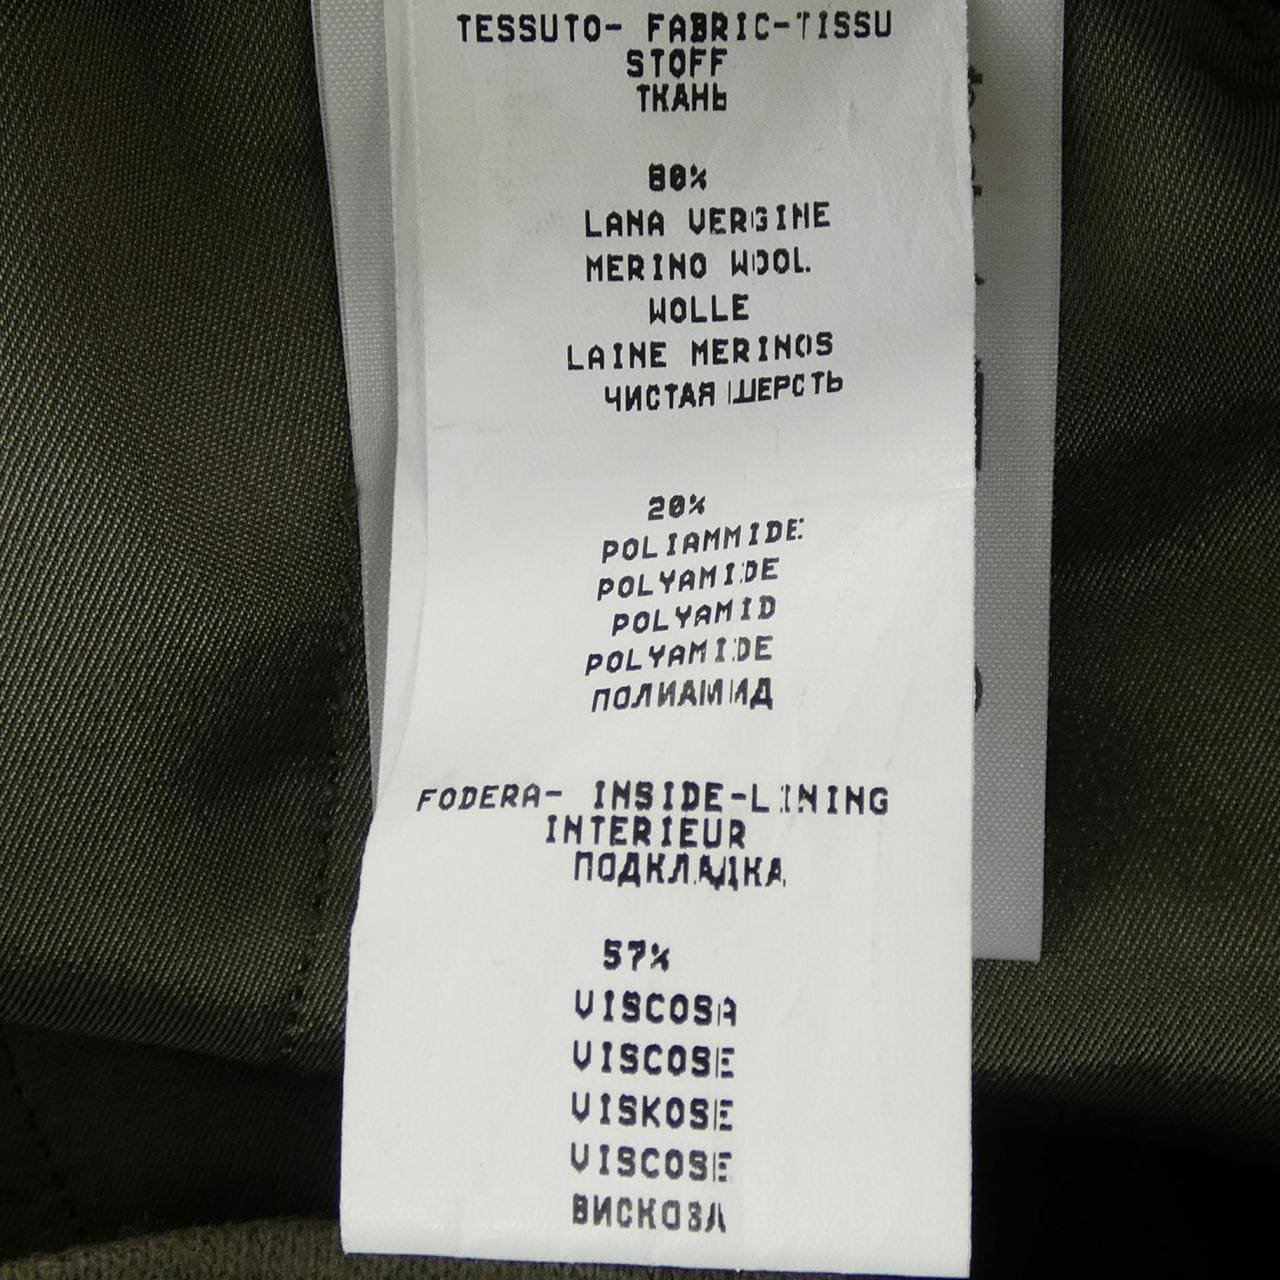 TESSUTO- FABRIC-TISSU
STOFF
ТКАНЬ
80%
LANA VERGINE
MERINO WOOL
WOLLE
LAINE MERINOS
ЧИСТАЯ ШЕРСТЬ
20%
POLIAMMIDE
POLYAMIDE
POLYAMID
POLYAMIDE
ПОЛИАМИД
FODERA- INSIDE-LINING
INTERIEUR
ПОДКЛАДКА
57%
VISCOSA
VISCOSE
VISKOSE
VISCOSE
ВИСКОЗА